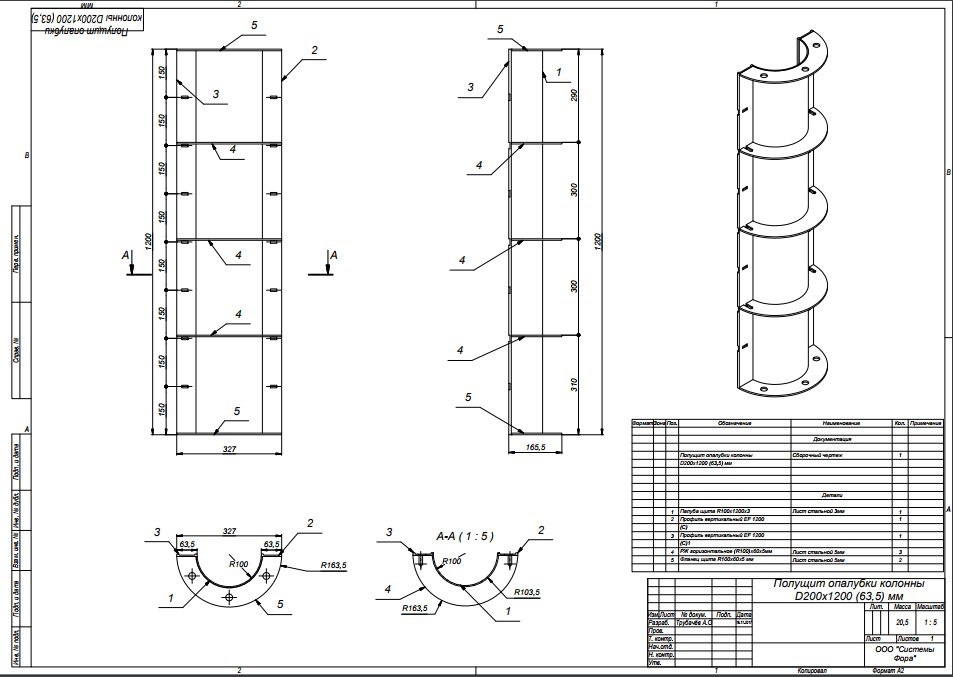 2
1
Полущит опалубки
колонны D200x1200 (63,5)
мм
5
2
3
4
4
4
5
150
150
150
150
150
150
150
150
1200
327
A
A
5
1
3
4
4
4
5
290
300
300
310
1200
165,5
B
B
A
A
Перв. примен.
Справ. №
Подп. и дата
Инв. № дубл.
Взам. инв. №
Подп. и дата
Инв. № подл.
3
327
2
63,5
63,5
R100
R163,5
1
5
A-A ( 1 : 5 )
3
2
R100
4
R103,5
R163,5
1
Формат Зона Поз. Обозначение Наименование Кол. Примечание
Документация
Полущит опалубки колонны Сборочный чертеж 1
D200x1200 (63,5) мм
Детали
1 Палуба щита R100x1200x3 Лист стальной 3мм 1
2 Профиль вертикальный EF 1200 1
(C)
3 Профиль вертикальный EF 1200 1
(C)1
4 РЖ горизонтальное (R100)x60x5мм Лист стальной 5мм 3
5 Фланец щита R100x60x5 мм Лист стальной 5мм 2
Полущит опалубки колонны
D200x1200 (63,5) мм
Лит. Масса Масштаб
20,5 1 : 5
Изм Лист № докум. Подп. Дата
Разраб. Трубачёв А.С
Пров.
Т. контр.
Нач.отд.
Н. контр.
Утв.
Лист Листов 1
ООО "Системы
Фора"
2
1
Копировал Формат А2